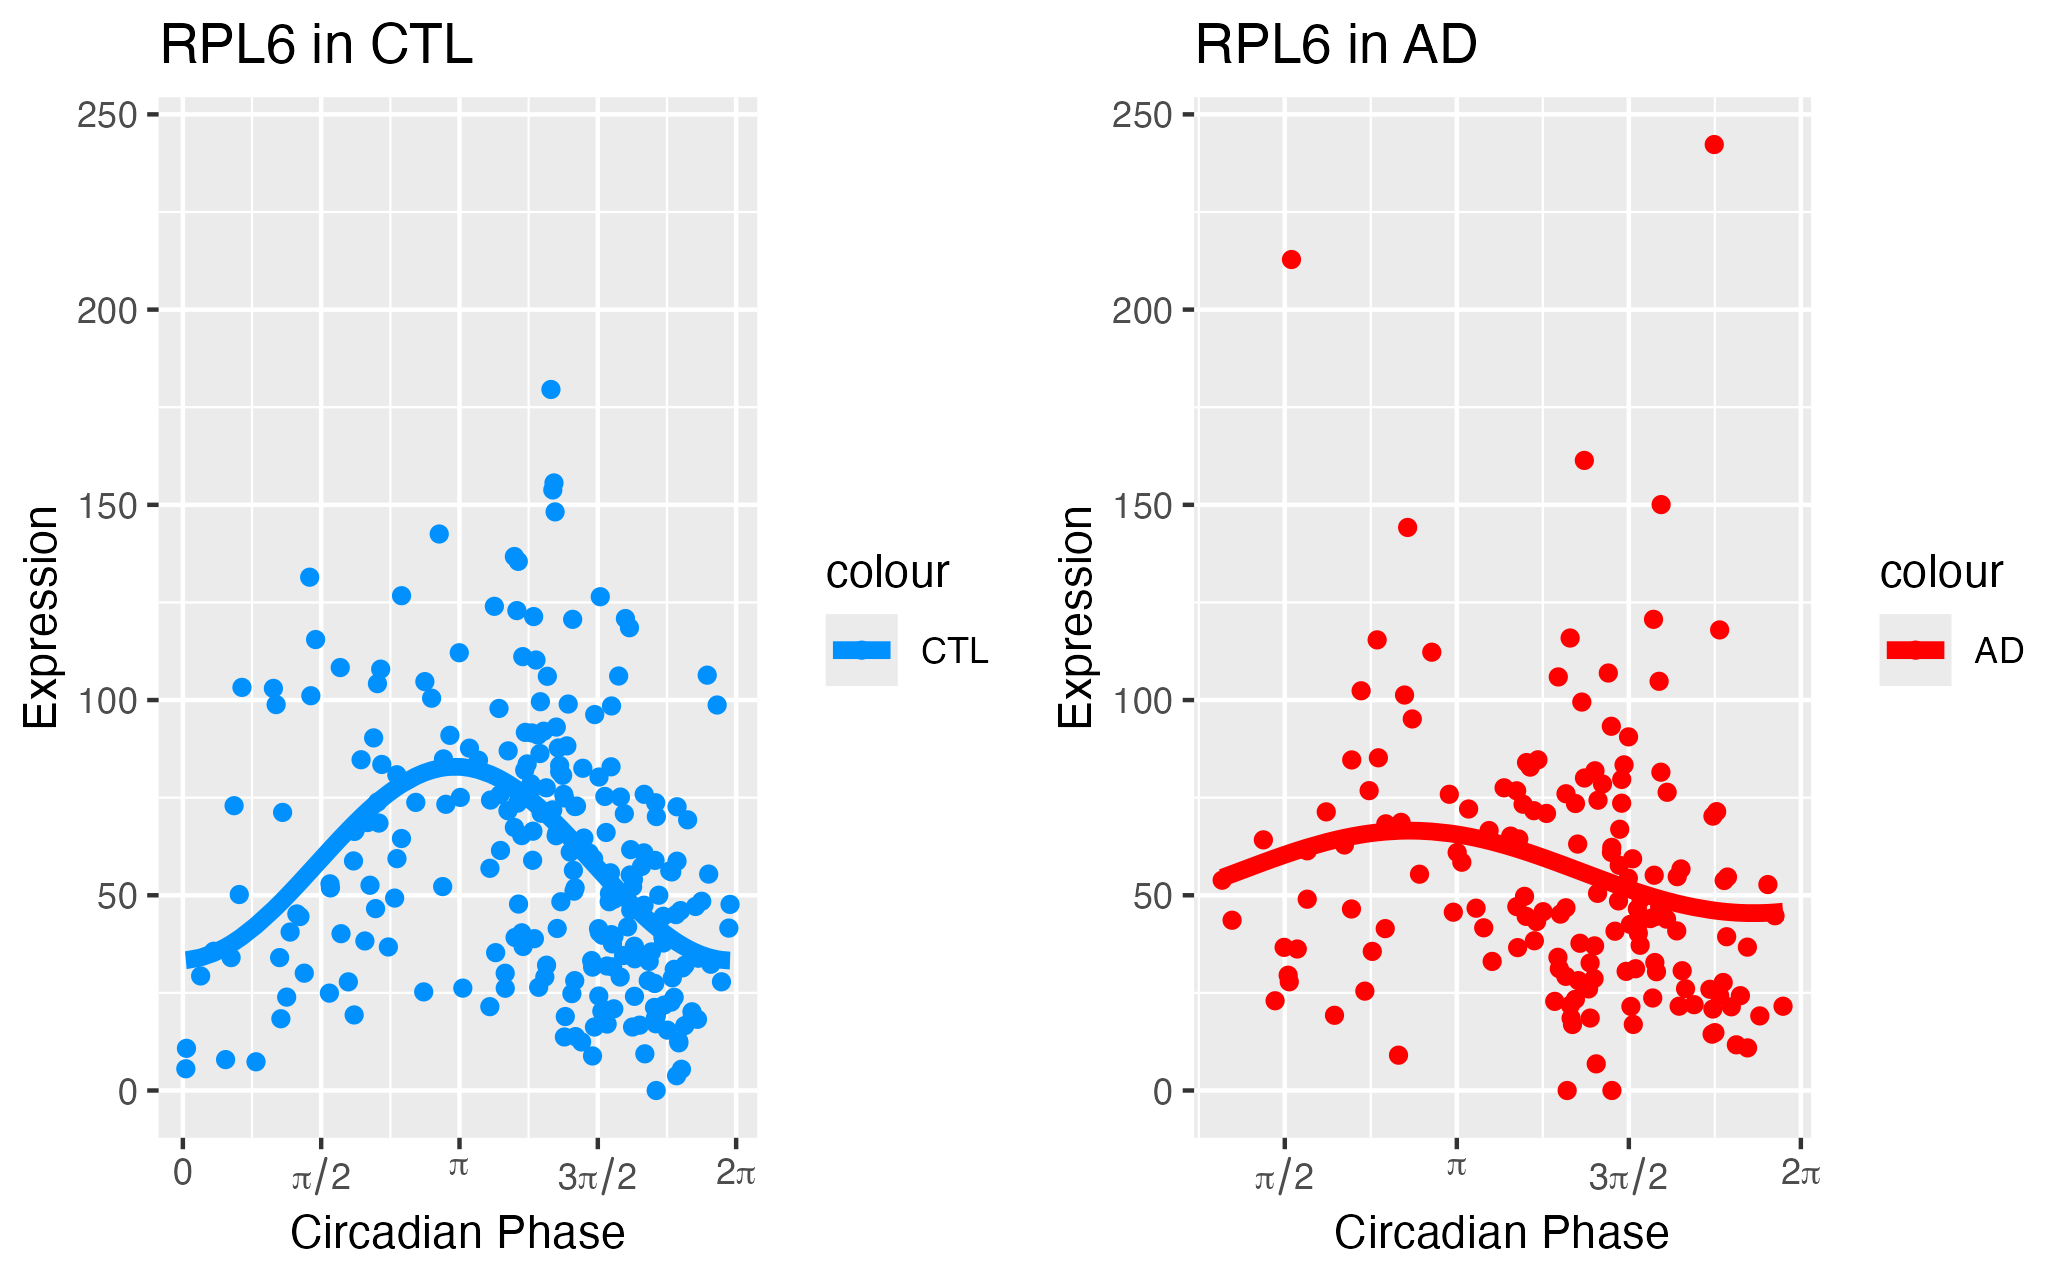 RPL6 in CTL
250
200
150
100
50
0
Expression
0 π/2 π 3π/2 2π
Circadian Phase
colour
CTL
RPL6 in AD
250
200
150
100
50
0
Expression
π/2 π 3π/2 2π
Circadian Phase
colour
AD